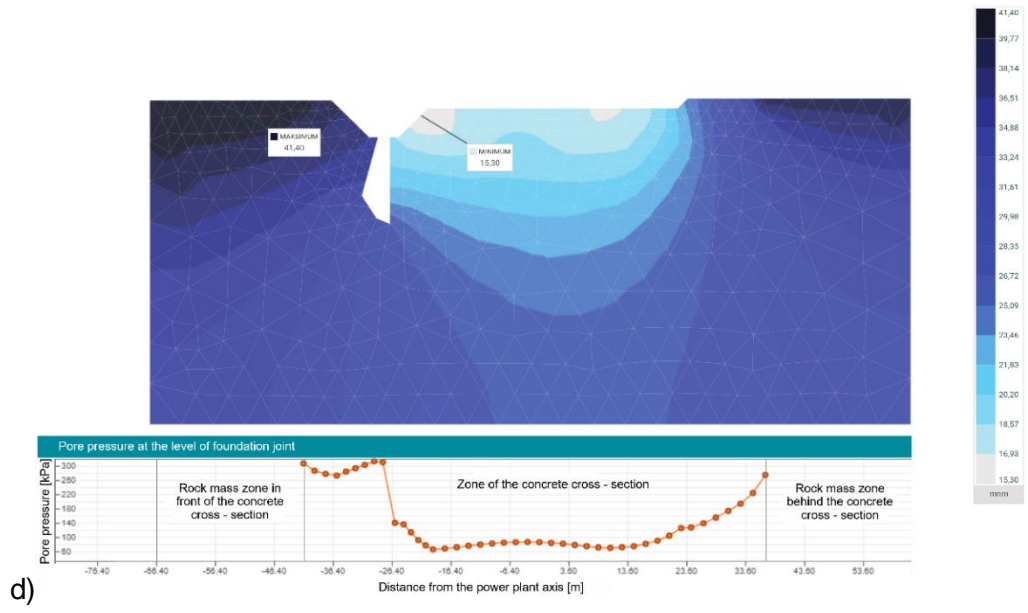 41,40
39,77
38,14
36,51
34,88
33,24
31,61
29,98
28,35
26,72
25,09
23,46
21,83
20,20
18,57
16,93
15,30
mnm
MAKSIMUM
41,40
MINIMUM
15,30
Pore pressure at the level of foundation joint
Pore pressure [kPa]
300
260
220
180
140
100
60
Rock mass zone in
front of the concrete
cross - section
Zone of the concrete cross - section
Rock mass zone
behind the concrete
cross - section
-76.40 -66.40 -56.40 -46.40 -36.40 -26.40 -16.40 -6.40 3.60 13.60 23.60 33.60 43.60 53.60
Distance from the power plant axis [m]
d)